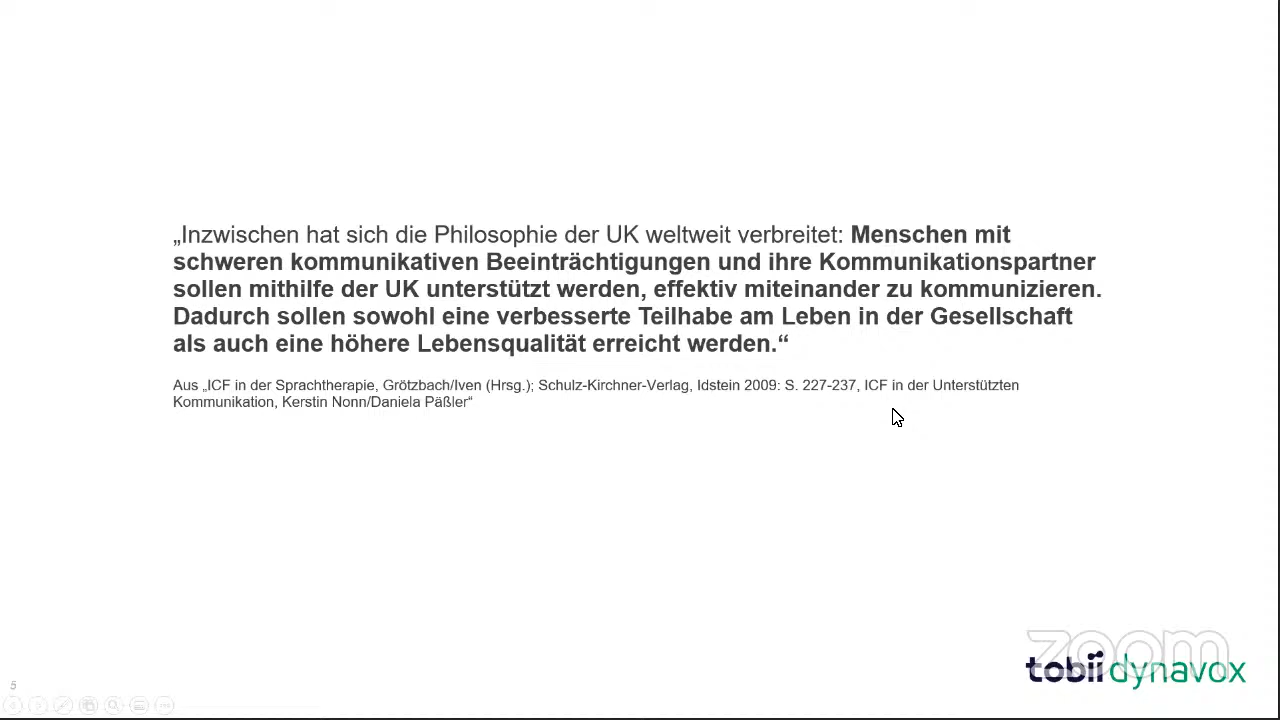 „Inzwischen hat sich die Philosophie der UK weltweit verbreitet: Menschen mit
schweren kommunikativen Beeinträchtigungen und ihre Kommunikationspartner
sollen mithilfe der UK unterstützt werden, effektiv miteinander zu kommunizieren.
Dadurch sollen sowohl eine verbesserte Teilhabe am Leben in der Gesellschaft
als auch eine höhere Lebensqualität erreicht werden.“
Aus „ICF in der Sprachtherapie, Grötzbach/Iven (Hrsg.); Schulz-Kirchner-Verlag, Idstein 2009: S. 227-237, ICF in der Unterstützten
Kommunikation, Kerstin Nonn/Daniela Päßler“
zoom
tobii dynavox
5